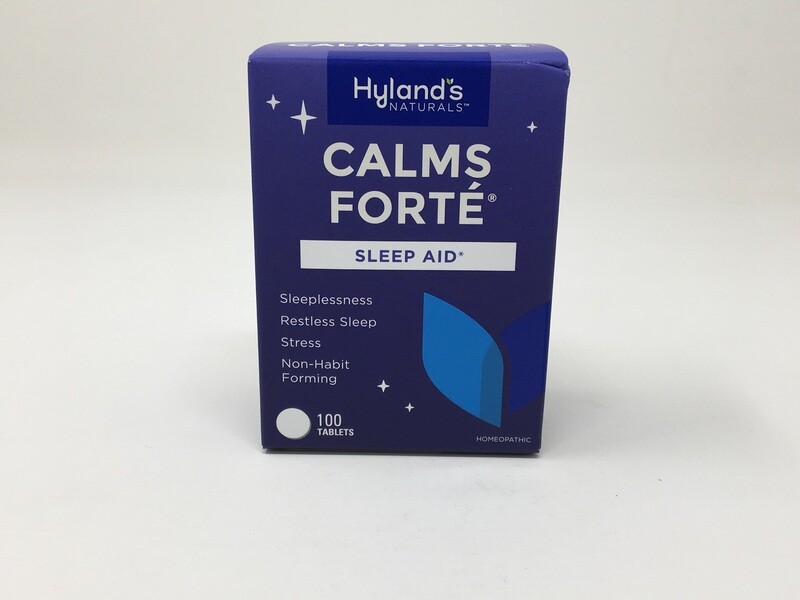 CALMS FORTÉ
Hyland's
NATURALS™
CALMS
FORTÉ®
SLEEP AID*
Sleeplessness
Restless Sleep
Stress
Non-Habit
Forming
100
TABLETS
HOMEOPATHIC